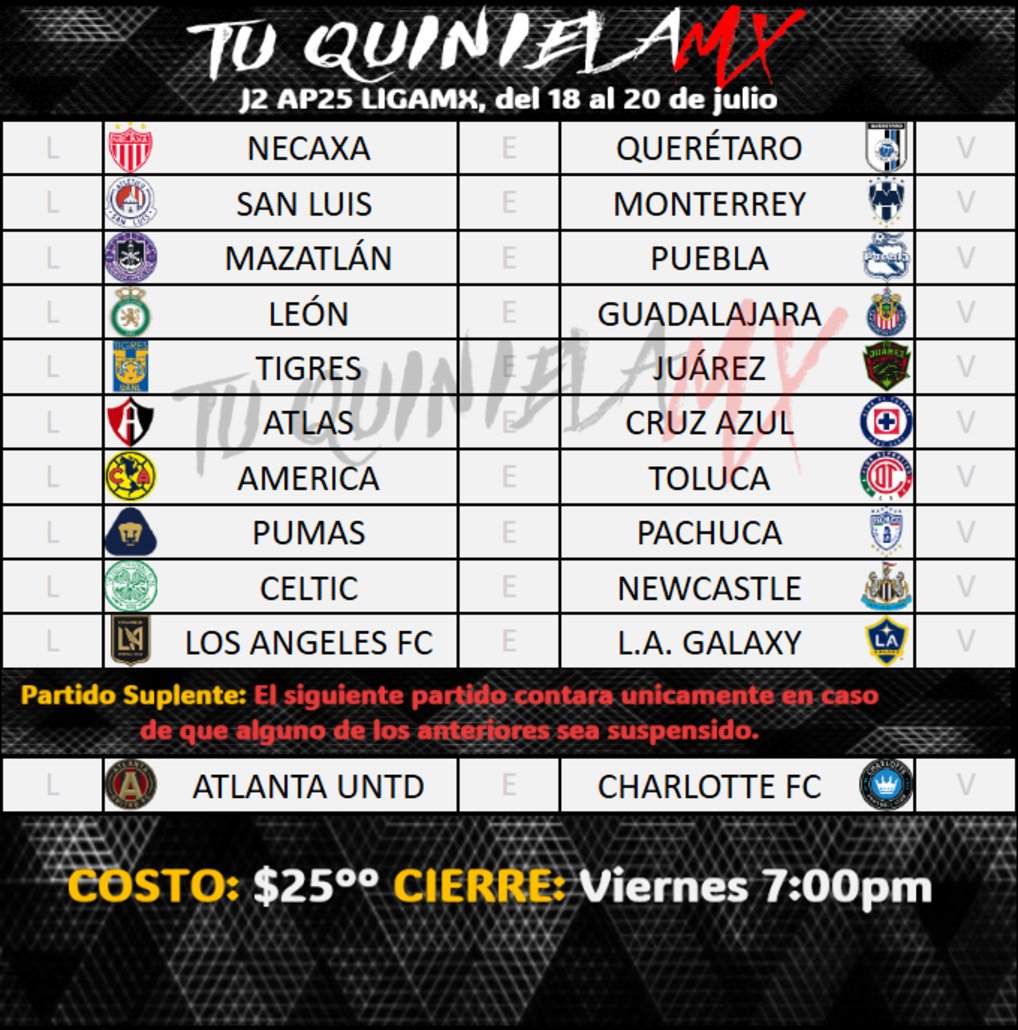 TU QUINIELAMX
J2 AP25 LIGAMX, del 18 al 20 de julio
L NECAXA E QUERÉTARO V
L SAN LUIS E MONTERREY V
L MAZATLÁN E PUEBLA V
L LEÓN E GUADALAJARA V
L TIGRES E JUÁREZ V
L ATLAS E CRUZ AZUL V
L AMERICA E TOLUCA V
L PUMAS E PACHUCA V
L CELTIC E NEWCASTLE V
L LOS ANGELES FC E L.A. GALAXY V
TU QUINIELAMX
Partido Suplente: El siguiente partido contara unicamente en caso
de que alguno de los anteriores sea suspendido.
L ATLANTA UNTD E CHARLOTTE FC V
COSTO: $25°° CIERRE: Viernes 7:00pm